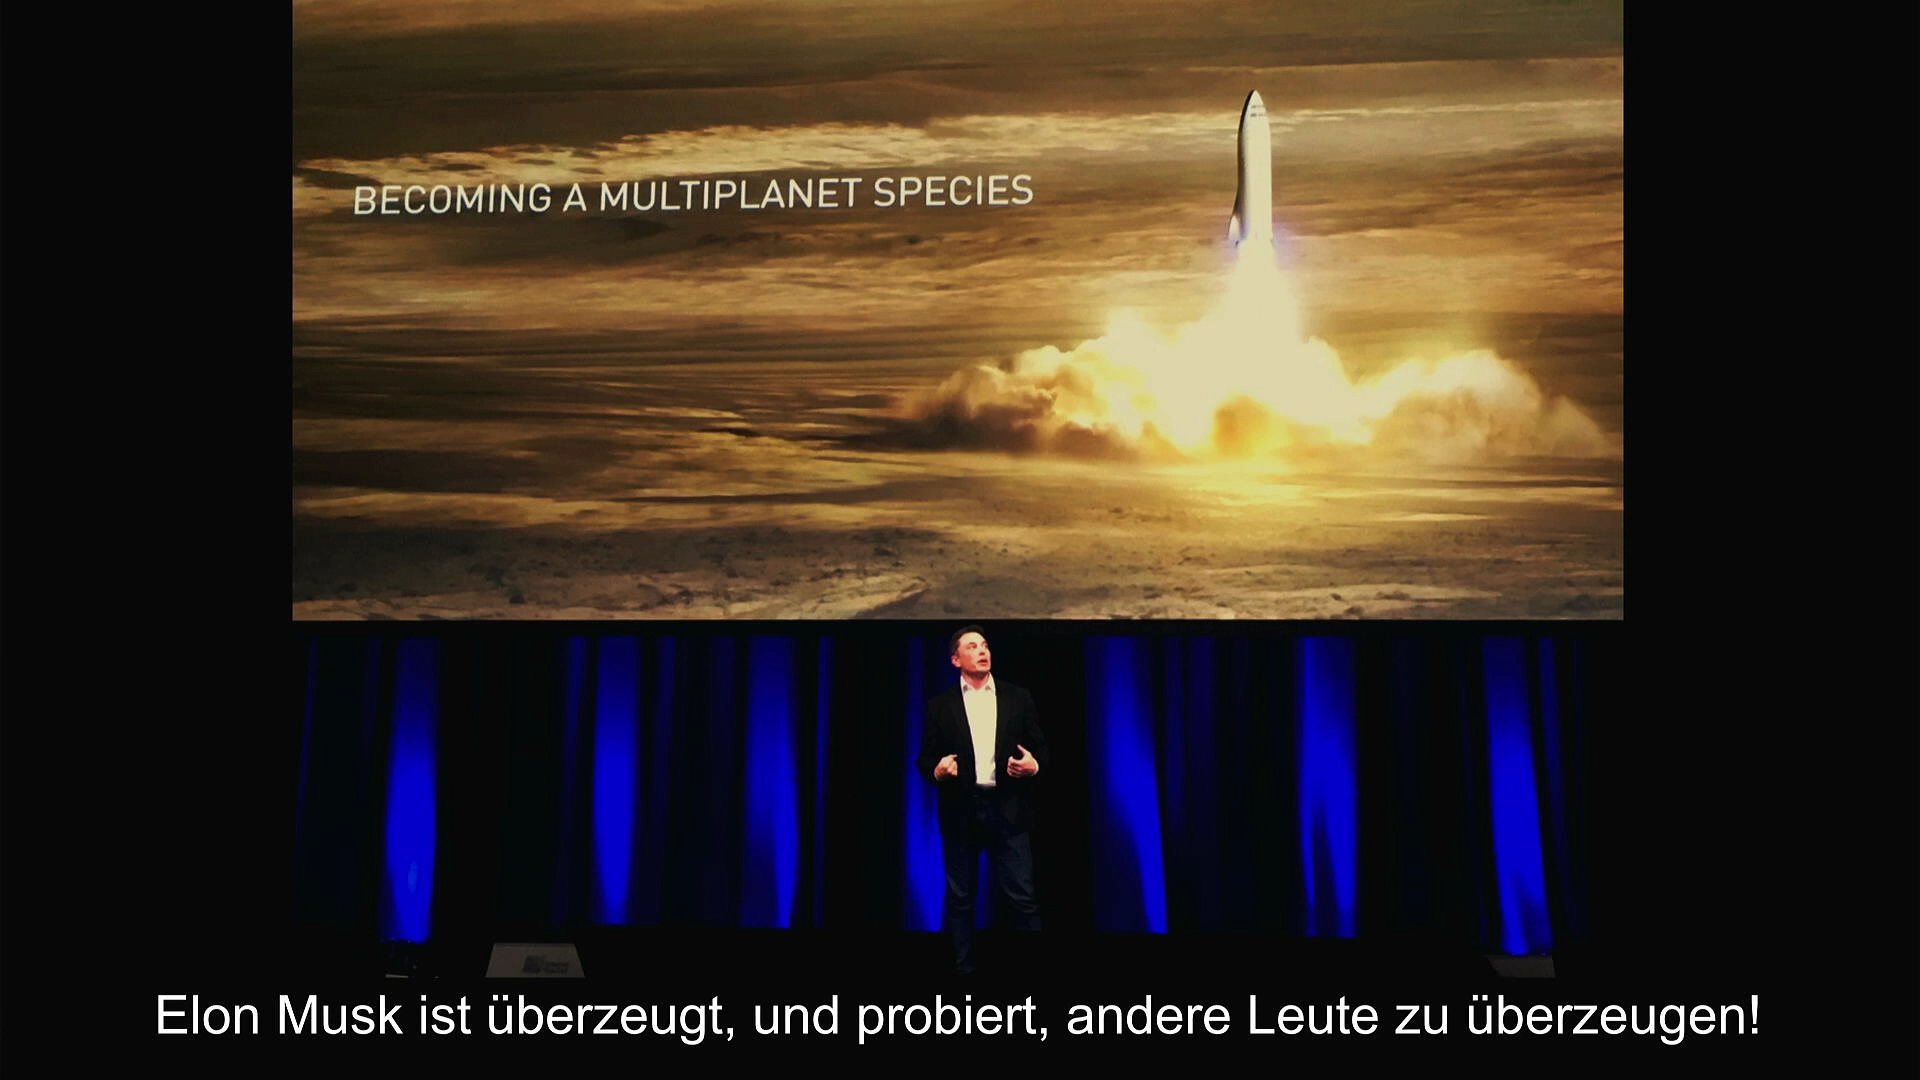 BECOMING A MULTIPLANET SPECIES
Elon Musk ist überzeugt, und probiert, andere Leute zu überzeugen!